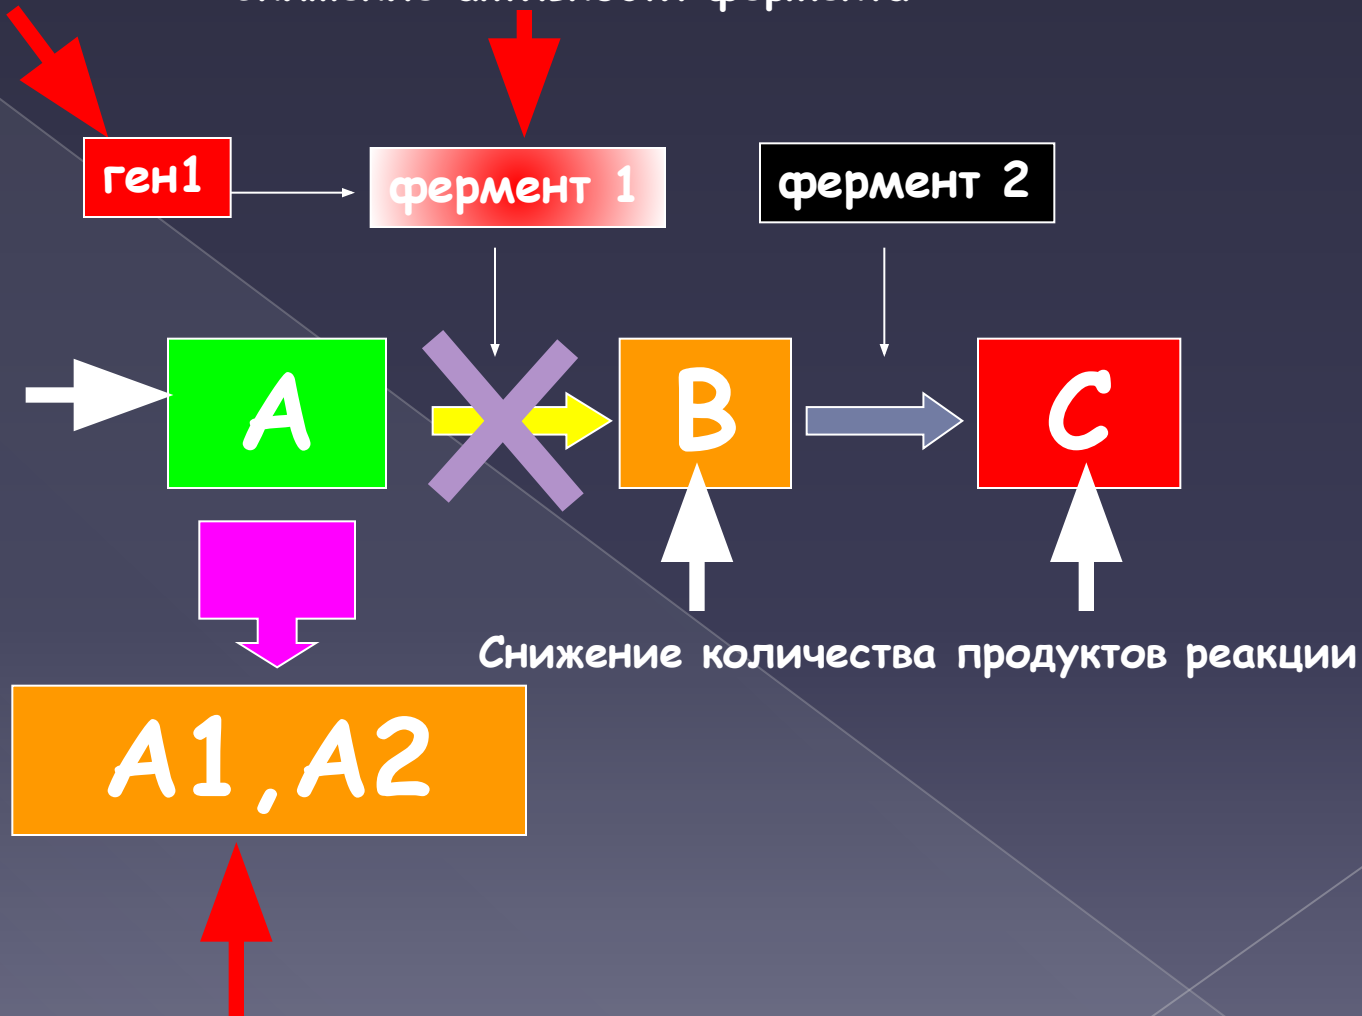 ген1
фермент 1
фермент 2
A
B
C
Снижение количества продуктов реакции
A1,A2